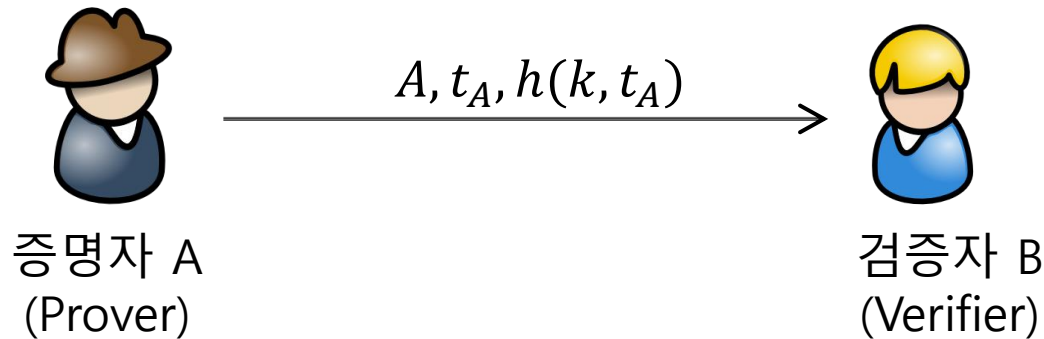 A, t_A, h(k, t_A)
증명자 A
(Prover)
검증자 B
(Verifier)